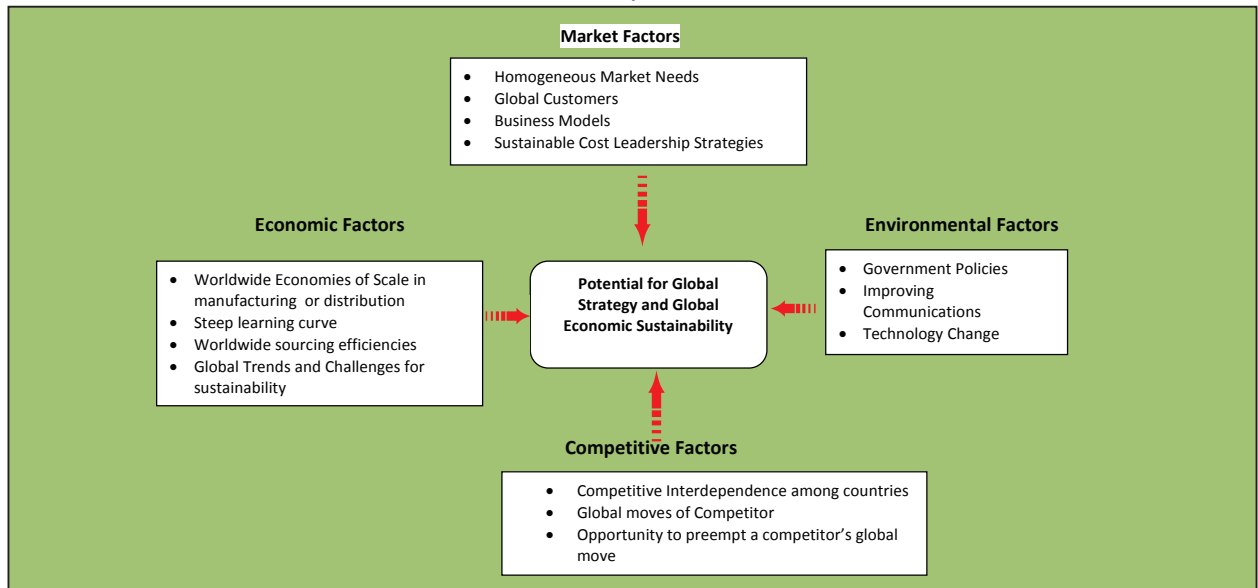 Market Factors
• Homogeneous Market Needs
• Global Customers
• Business Models
• Sustainable Cost Leadership Strategies
Economic Factors
• Worldwide Economies of Scale in
manufacturing or distribution
• Steep learning curve
• Worldwide sourcing efficiencies
• Global Trends and Challenges for
sustainability
Potential for Global
Strategy and Global
Economic Sustainability
Environmental Factors
• Government Policies
• Improving
Communications
• Technology Change
Competitive Factors
• Competitive Interdependence among countries
• Global moves of Competitor
• Opportunity to preempt a competitor’s global
move